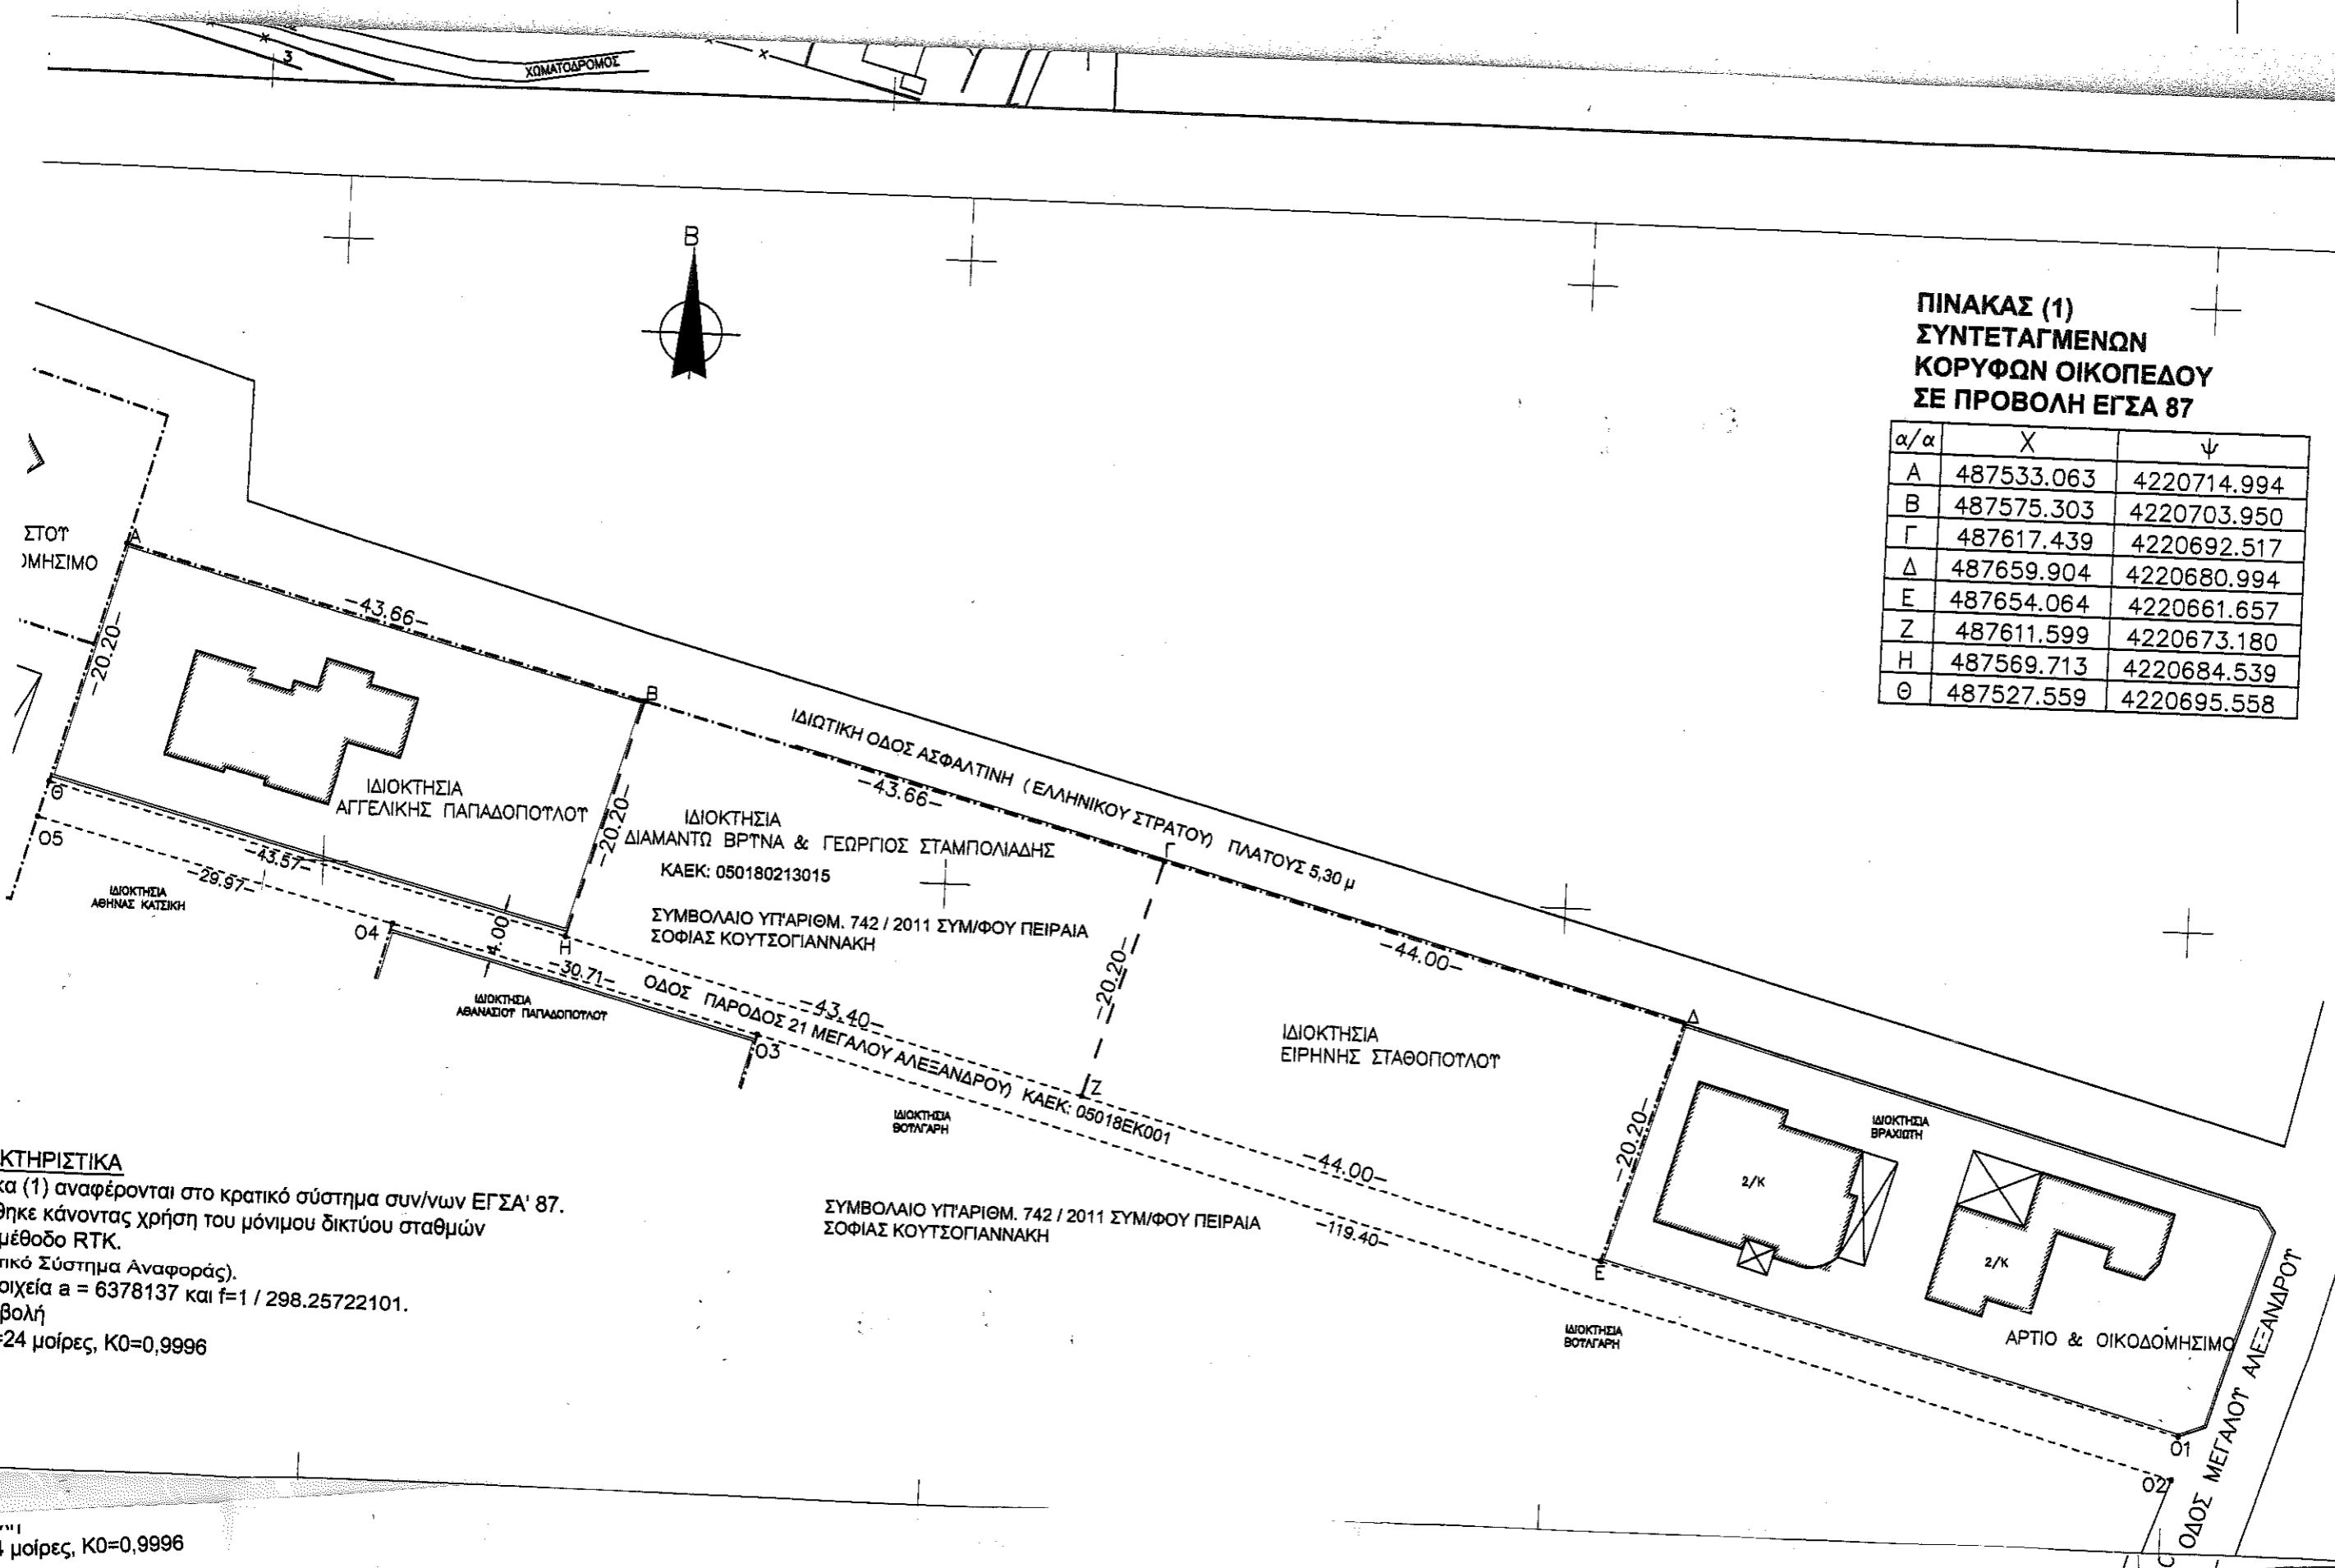 3
ΧΩΜΑΤΟΔΡΟΜΟΣ
Β
ΠΙΝΑΚΑΣ (1)
ΣΥΝΤΕΤΑΓΜΕΝΩΝ
ΚΟΡΥΦΩΝ ΟΙΚΟΠΕΔΟΥ
ΣΕ ΠΡΟΒΟΛΗ ΕΓΣΑ 87
α/α Χ ψ
Α 487533.063 4220714.994
Β 487575.303 4220703.950
Γ 487617.439 4220692.517
Δ 487659.904 4220680.994
Ε 487654.064 4220661.657
Ζ 487611.599 4220673.180
Η 487569.713 4220684.539
Θ 487527.559 4220695.558
ΣΤΟΥ
ΟΜΗΣΙΜΟ
Α
-43.66-
-20.20-
Β
ΙΔΙΩΤΙΚΗ ΟΔΟΣ ΑΣΦΑΛΤΙΝΗ (ΕΛΛΗΝΙΚΟΥ ΣΤΡΑΤΟΥ) ΠΛΑΤΟΥΣ 5,30 μ
-43.66-
Γ
ΙΔΙΟΚΤΗΣΙΑ
ΑΓΓΕΛΙΚΗΣ ΠΑΠΑΔΟΠΟΥΛΟΥ
-20.20-
ΙΔΙΟΚΤΗΣΙΑ
ΔΙΑΜΑΝΤΩ ΒΡΥΝΑ & ΓΕΩΡΓΙΟΣ ΣΤΑΜΠΟΛΙΑΔΗΣ
ΚΑΕΚ: 050180213015
ΣΥΜΒΟΛΑΙΟ ΥΠ'ΑΡΙΘΜ. 742 / 2011 ΣΥΜ/ΦΟΥ ΠΕΙΡΑΙΑ
ΣΟΦΙΑΣ ΚΟΥΤΣΟΓΙΑΝΝΑΚΗ
Θ
Ο5
-43.57-
-29.97-
ΙΔΙΟΚΤΗΣΙΑ
ΑΘΗΝΑΣ ΚΑΤΣΙΚΗ
Ο4
4.00
Η
-30.71-
ΙΔΙΟΚΤΗΣΙΑ
ΑΘΑΝΑΣΙΟΥ ΠΑΠΑΔΟΠΟΥΛΟΥ
-43.40-
ΟΔΟΣ ΠΑΡΟΔΟΣ 21 ΜΕΓΑΛΟΥ ΑΛΕΞΑΝΔΡΟΥ) ΚΑΕΚ: 05018ΕΚ001
Ο3
Ζ
-20.20-
-44.00-
Δ
ΙΔΙΟΚΤΗΣΙΑ
ΕΙΡΗΝΗΣ ΣΤΑΘΟΠΟΥΛΟΥ
-20.20-
ΙΔΙΟΚΤΗΣΙΑ
ΒΟΥΛΓΑΡΗ
-44.00-
-119.40-
Ε
ΙΔΙΟΚΤΗΣΙΑ
ΒΡΑΧΙΩΤΗ
2/Κ
2/Κ
ΑΡΤΙΟ & ΟΙΚΟΔΟΜΗΣΙΜΟ
ΣΥΜΒΟΛΑΙΟ ΥΠ'ΑΡΙΘΜ. 742 / 2011 ΣΥΜ/ΦΟΥ ΠΕΙΡΑΙΑ
ΣΟΦΙΑΣ ΚΟΥΤΣΟΓΙΑΝΝΑΚΗ
ΙΔΙΟΚΤΗΣΙΑ
ΒΟΥΛΓΑΡΗ
Ο1
Ο2
ΟΔΟΣ ΜΕΓΑΛΟΥ ΑΛΕΞΑΝΔΡΟΥ
ΚΤΗΡΙΣΤΙΚΑ
κα (1) αναφέρονται στο κρατικό σύστημα συν/νων ΕΓΣΑ' 87.
θηκε κάνοντας χρήση του μόνιμου δικτύου σταθμών
μέθοδο RTK.
τικό Σύστημα Αναφοράς).
οιχεία a = 6378137 και f=1 / 298.25722101.
βολή
=24 μοίρες, Κ0=0,9996
4 μοίρες, Κ0=0,9996